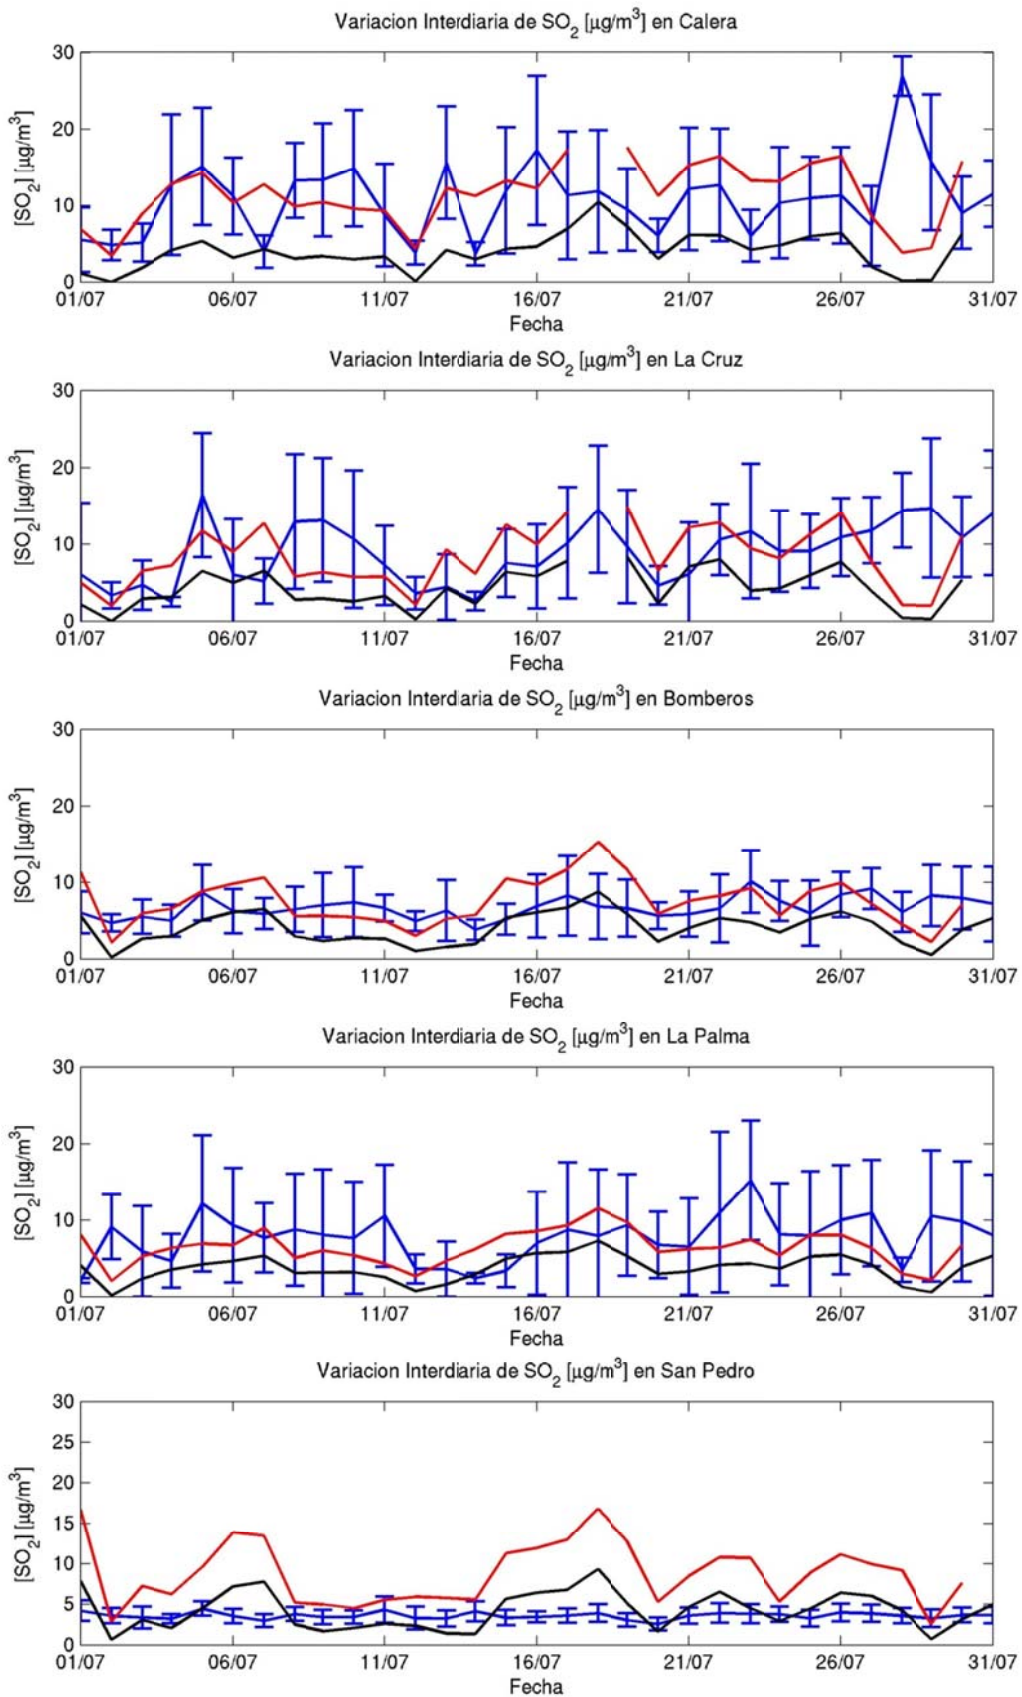 Variacion Interdiaria de SO2 [µg/m3] en Calera
[SO2] [µg/m3]
30
20
10
0
01/07 06/07 11/07 16/07 21/07 26/07 31/07
Fecha
Variacion Interdiaria de SO2 [µg/m3] en La Cruz
[SO2] [µg/m3]
30
20
10
0
01/07 06/07 11/07 16/07 21/07 26/07 31/07
Fecha
Variacion Interdiaria de SO2 [µg/m3] en Bomberos
[SO2] [µg/m3]
30
20
10
0
01/07 06/07 11/07 16/07 21/07 26/07 31/07
Fecha
Variacion Interdiaria de SO2 [µg/m3] en La Palma
[SO2] [µg/m3]
30
20
10
0
01/07 06/07 11/07 16/07 21/07 26/07 31/07
Fecha
Variacion Interdiaria de SO2 [µg/m3] en San Pedro
[SO2] [µg/m3]
30
25
20
15
10
5
0
01/07 06/07 11/07 16/07 21/07 26/07 31/07
Fecha